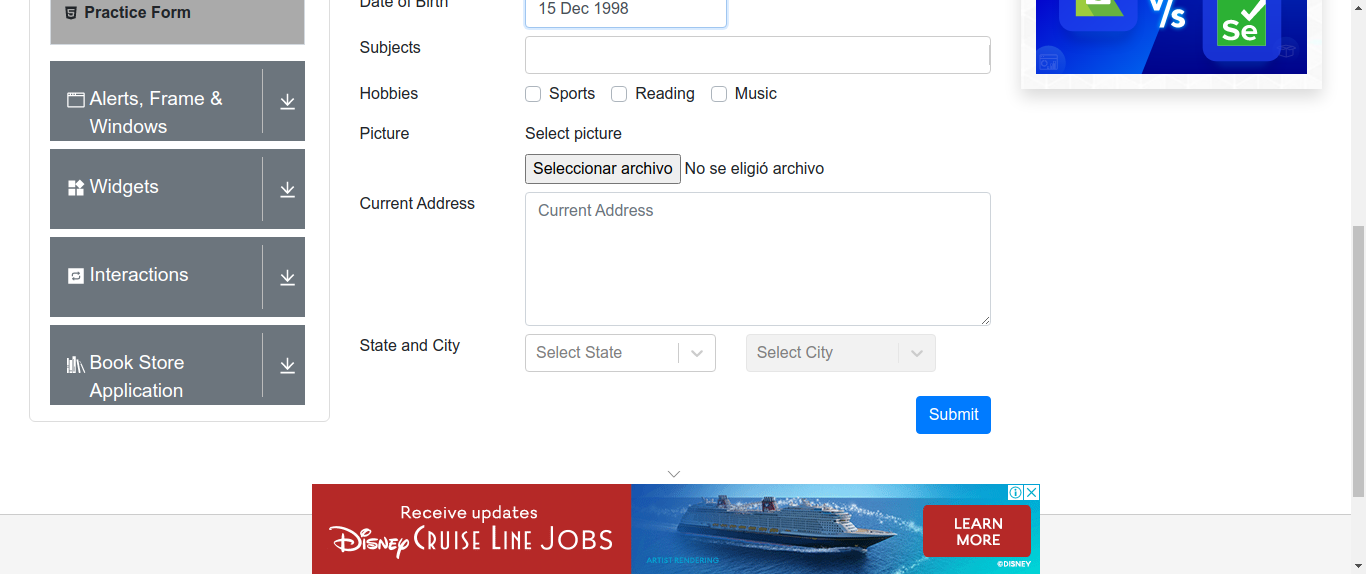 Practice Form
Alerts, Frame &
Windows
Widgets
Interactions
Book Store
Application
Date of Birth
15 Dec 1998
Subjects
Hobbies
Sports
Reading
Music
Picture
Select picture
Seleccionar archivo No se eligió archivo
Current Address
Current Address
State and City
Select State
Select City
Submit
V/s
Se
Receive updates
Disney Cruise Line Jobs
ARTIST RENDERING
LEARN
MORE
©DISNEY